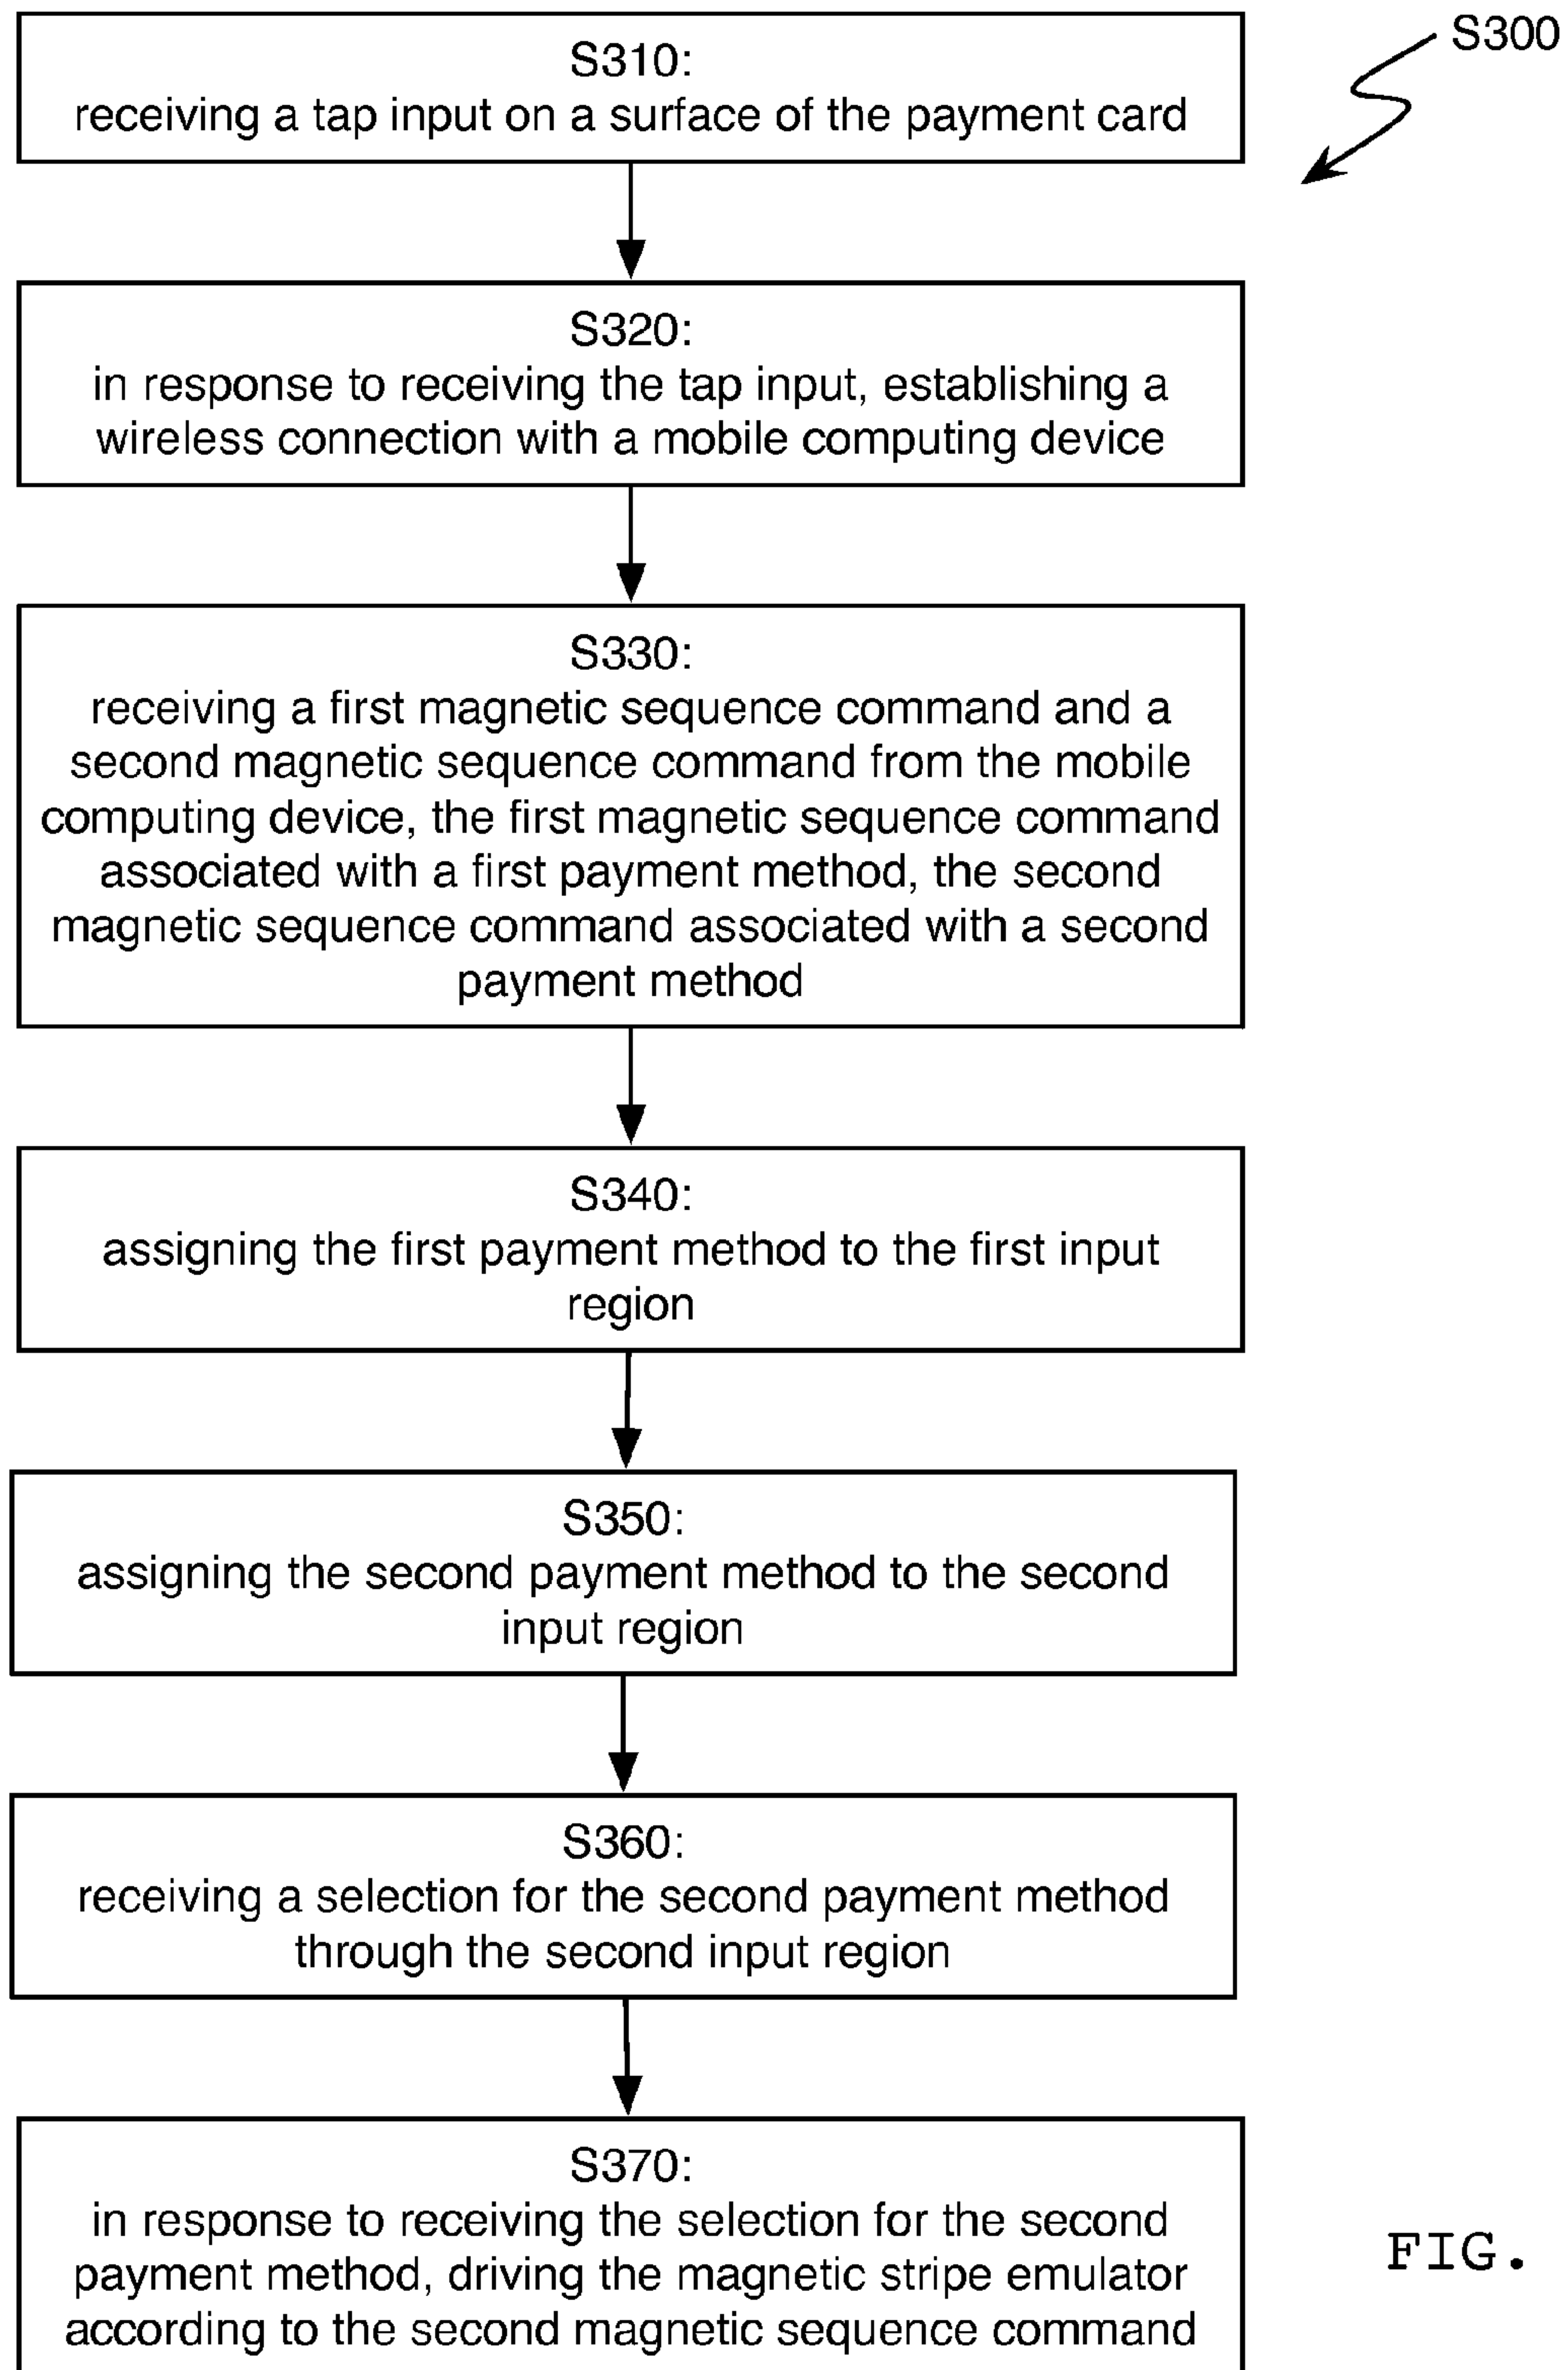 S310:
receiving a tap input on a surface of the payment card
S300
S320:
in response to receiving the tap input, establishing a
wireless connection with a mobile computing device
S330:
receiving a first magnetic sequence command and a
second magnetic sequence command from the mobile
computing device, the first magnetic sequence command
associated with a first payment method, the second
magnetic sequence command associated with a second
payment method
S340:
assigning the first payment method to the first input
region
S350:
assigning the second payment method to the second
input region
S360:
receiving a selection for the second payment method
through the second input region
S370:
in response to receiving the selection for the second
payment method, driving the magnetic stripe emulator
according to the second magnetic sequence command
FIG.